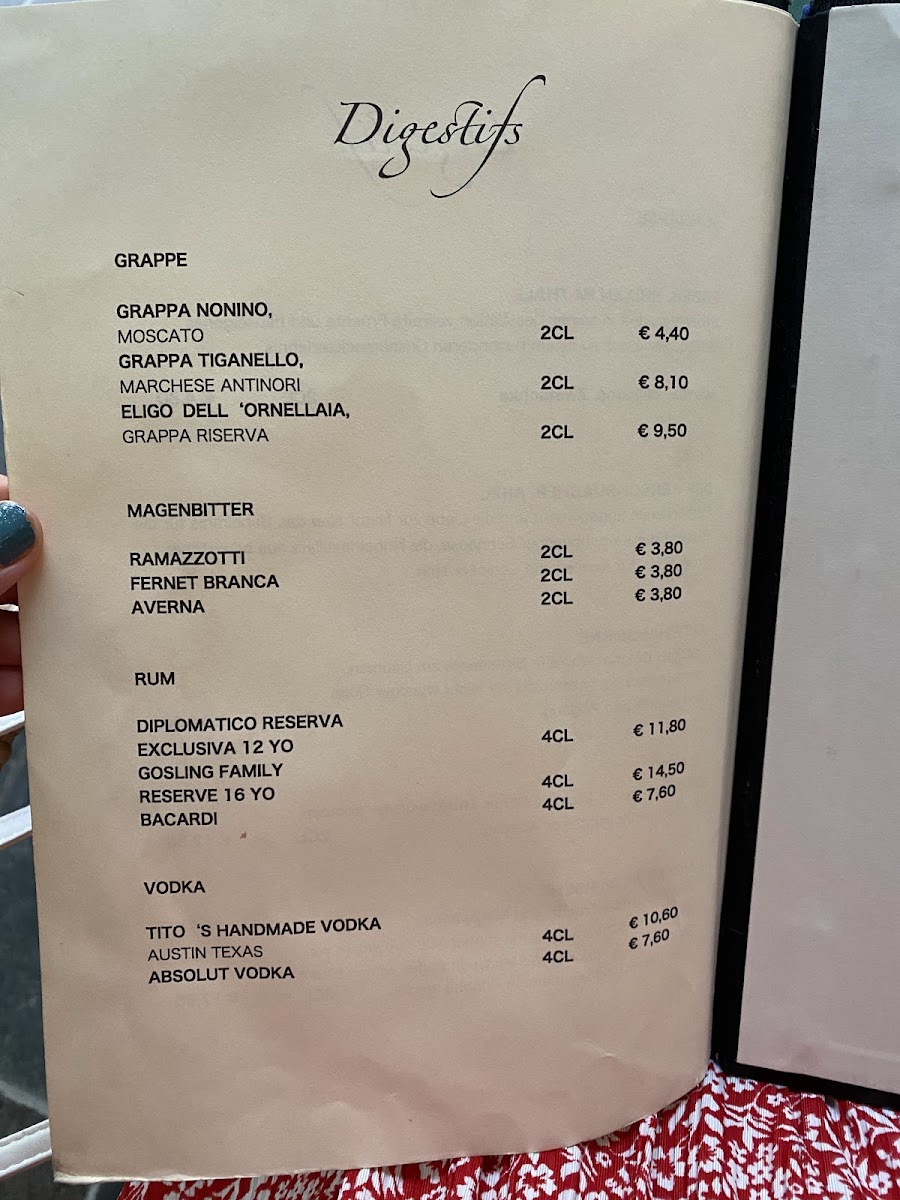 Digestifs
GRAPPE
GRAPPA NONINO,
MOSCATO 2CL € 4,40
GRAPPA TIGANELLO,
MARCHESE ANTINORI 2CL € 8,10
ELIGO DELL ‘ORNELLAIA,
GRAPPA RISERVA 2CL € 9,50
MAGENBITTER
RAMAZZOTTI 2CL € 3,80
FERNET BRANCA 2CL € 3,80
AVERNA 2CL € 3,80
RUM
DIPLOMATICO RESERVA
EXCLUSIVA 12 YO 4CL € 11,80
GOSLING FAMILY
RESERVE 16 YO 4CL € 14,50
BACARDI 4CL € 7,60
VODKA
TITO ‘S HANDMADE VODKA
AUSTIN TEXAS 4CL € 10,60
ABSOLUT VODKA 4CL € 7,60